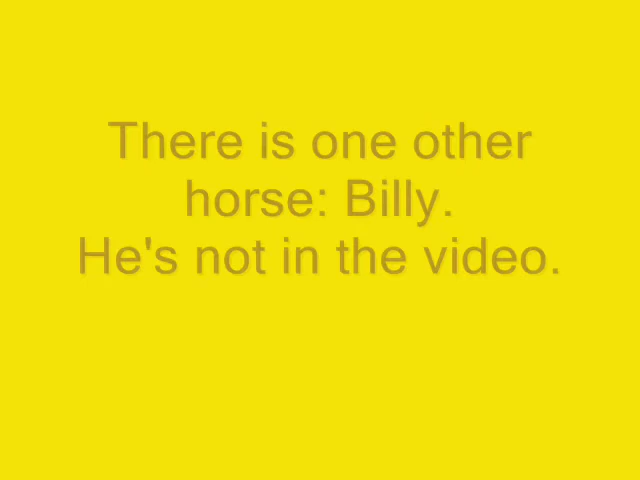 There is one other
horse: Billy.
He's not in the video.